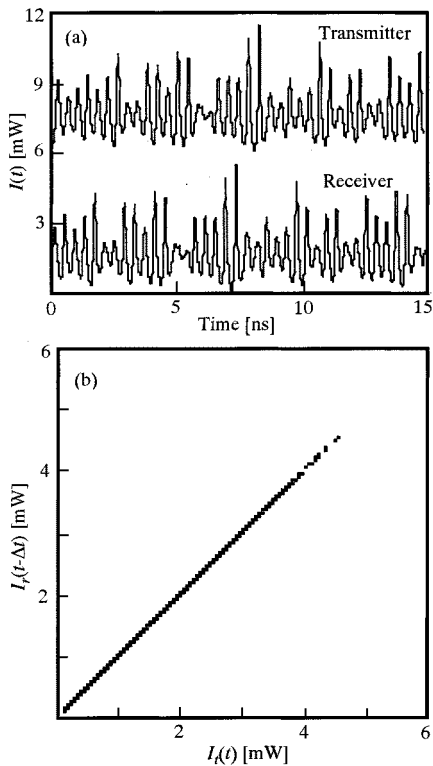 12
(a)
Transmitter
9
I(t) [mW]
6
Receiver
3
0 5 10 15
Time [ns]
6
(b)
4
I_r(t-Δt) [mW]
2
2 4 6
I_t(t) [mW]